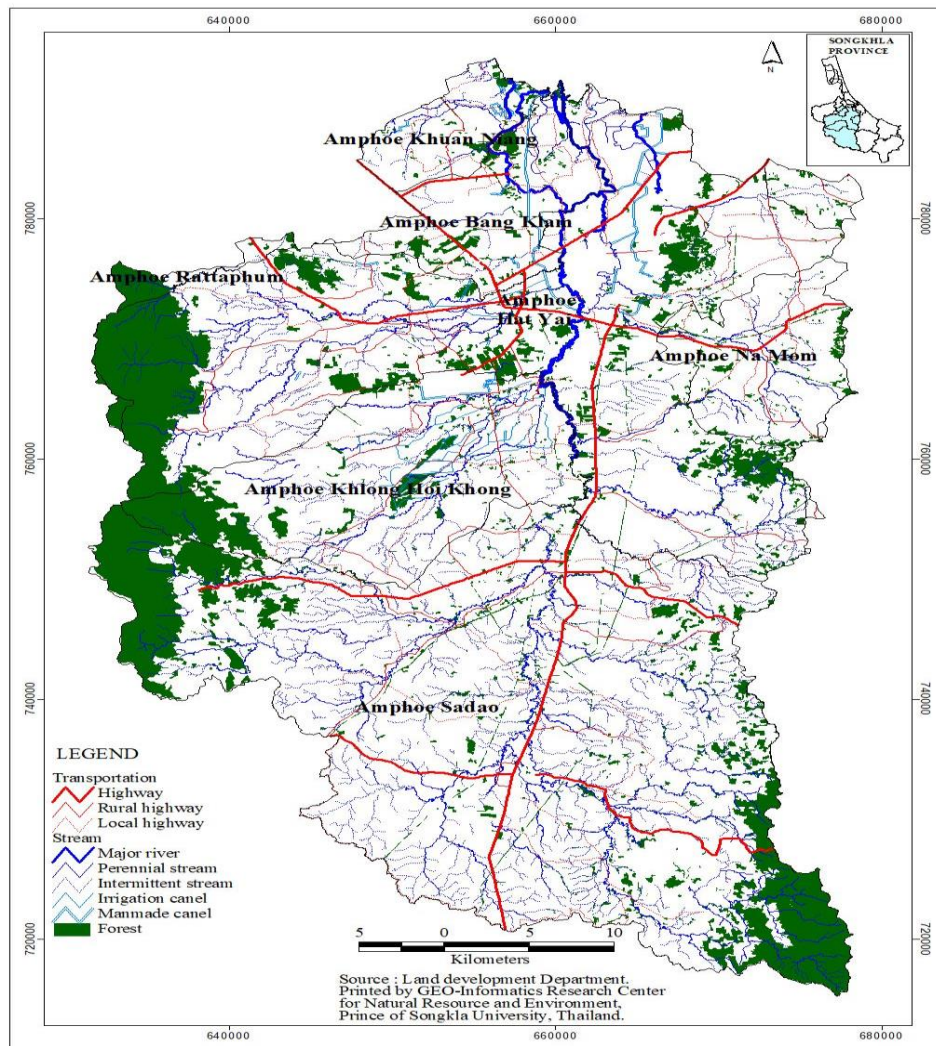 640000
660000
680000
SONGKHLA
PROVINCE
N
Amphoe Khuan Niang
780000
Amphoe Bang Klam
780000
Amphoe Rattaphum
Amphoe
Hat Yai
Amphoe Na Mom
760000
760000
Amphoe Khlong Hoi Khong
740000
740000
Amphoe Sadao
LEGEND
Transportation
Highway
Rural highway
Local highway
Stream
Major river
Perennial stream
Intermittent stream
Irrigation canel
Manmade canel
Forest
720000
720000
5 0 5 10
Kilometers
Source : Land development Department.
Printed by GEO-Informatics Research Center
for Natural Resource and Environment,
Prince of Songkla University, Thailand.
640000
660000
680000